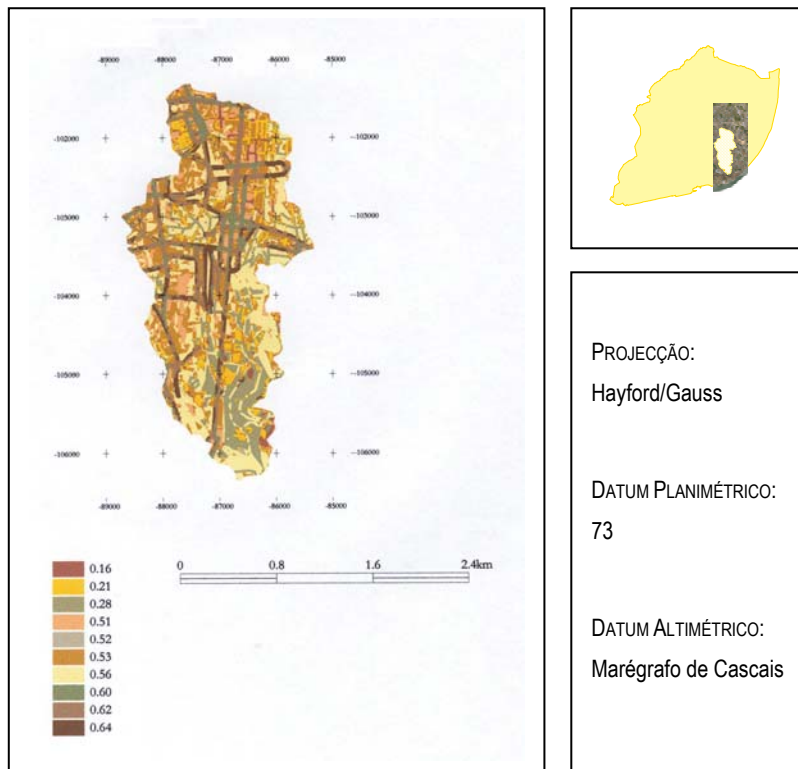 -89000 -88000 -87000 -86000 -85000
-102000 --102000
-103000 --103000
-104000 --104000
-105000 --105000
-106000 --106000
-89000 -88000 -87000 -86000 -85000
0.16
0.21
0.28
0.51
0.52
0.53
0.56
0.60
0.62
0.64
0 0.8 1.6 2.4km
PROJECÇÃO:
Hayford/Gauss
DATUM PLANIMÉTRICO:
73
DATUM ALTIMÉTRICO:
Marégrafo de Cascais